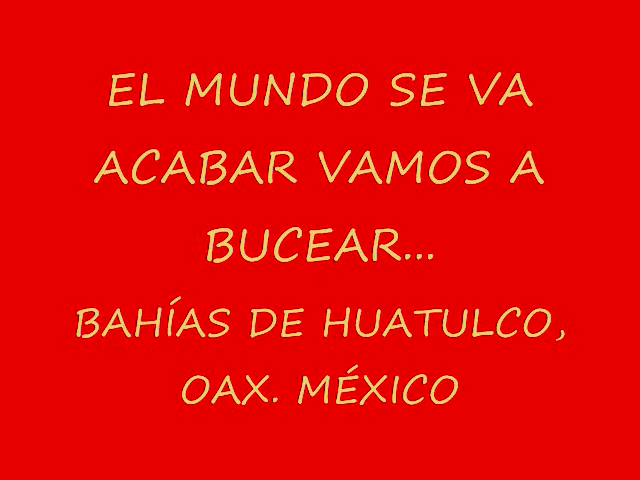 EL MUNDO SE VA
ACABAR VAMOS A
BUCEAR...
BAHÍAS DE HUATULCO,
OAX. MÉXICO